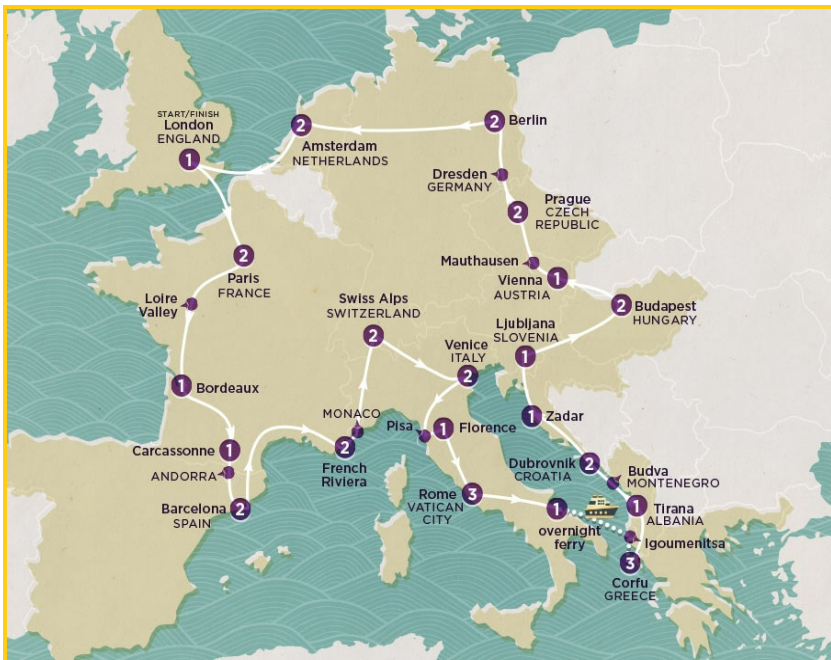 START/FINISH
London
ENGLAND
1
2
Amsterdam
NETHERLANDS
2
Berlin
Dresden
GERMANY
2
Prague
CZECH
REPUBLIC
Mauthausen
1
Vienna
AUSTRIA
2
Budapest
HUNGARY
2
Paris
FRANCE
Loire
Valley
1
Bordeaux
Carcassonne
1
ANDORRA
Barcelona
SPAIN
2
2
French
Riviera
MONACO
Swiss Alps
SWITZERLAND
2
Venice
ITALY
2
Pisa
1
Florence
Rome
VATICAN
CITY
3
1
overnight
ferry
Igoumenitsa
3
Corfu
GREECE
1
Tirana
ALBANIA
Budva
MONTENEGRO
Dubrovnik
CROATIA
2
1
Zadar
Ljubljana
SLOVENIA
1